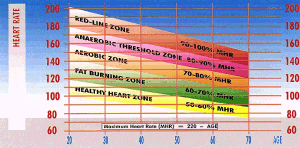 HEART RATE
200
180
160
140
120
100
80
60
RED-LINE ZONE
90-100% MHR
ANAEROBIC THRESHOLD ZONE
80-90% MHR
AEROBIC ZONE
70-80% MHR
FAT BURNING ZONE
60-70% MHR
HEALTHY HEART ZONE
50-60% MHR
200
180
160
140
120
100
80
60
Maximum Heart Rate (MHR) = 220 - AGE
20
30
40
50
60
70
AGE